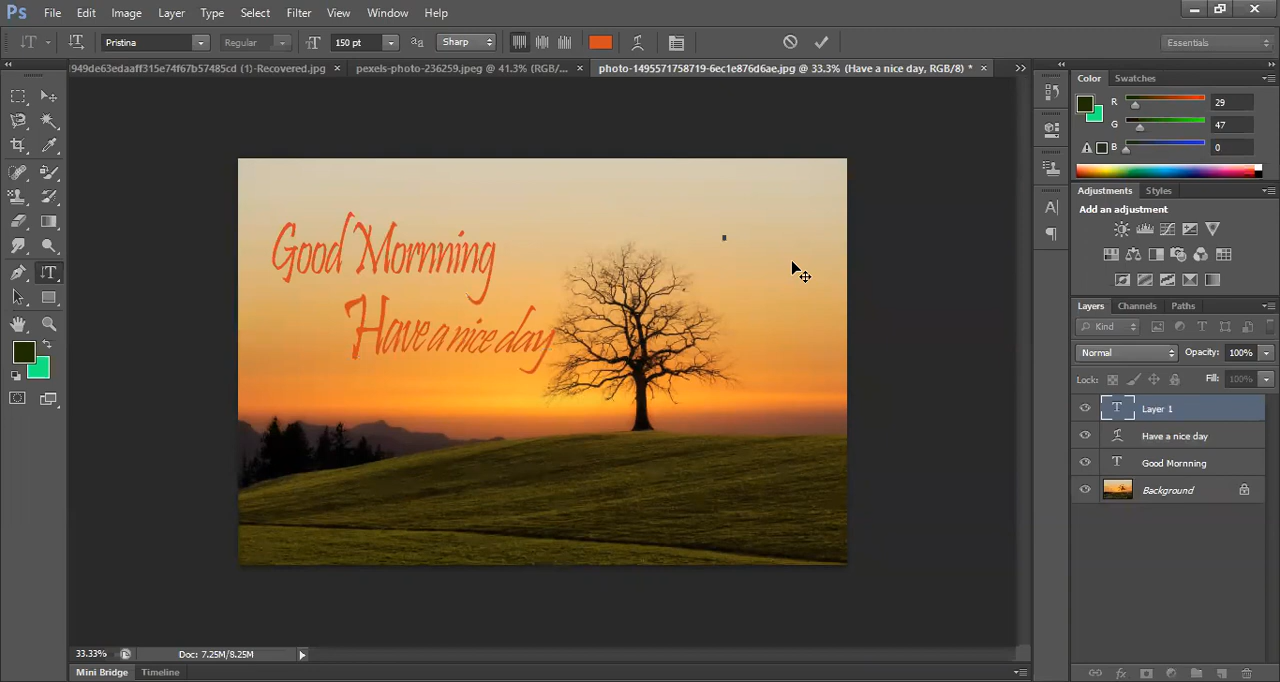 Ps File Edit Image Layer Type Select Filter View Window Help
T Pristina Regular 150 pt aa Sharp Essentials
949de63edaaff315e74f67b57485cd (1)-Recovered.jpg × pexels-photo-236259.jpeg @ 41.3% (RGB/... × photo-1495571758719-6ec1e876d6ae.jpg @ 33.3% (Have a nice day, RGB/8) * ×
Color Swatches
R 29
G 47
B 0
Adjustments Styles
Add an adjustment
Good Mornning
Have a nice day
Layers Channels Paths
Kind
Normal Opacity: 100%
Lock: Fill: 100%
T Layer 1
Have a nice day
T Good Mornning
Background
33.33% Doc: 7.25M/8.25M
Mini Bridge Timeline